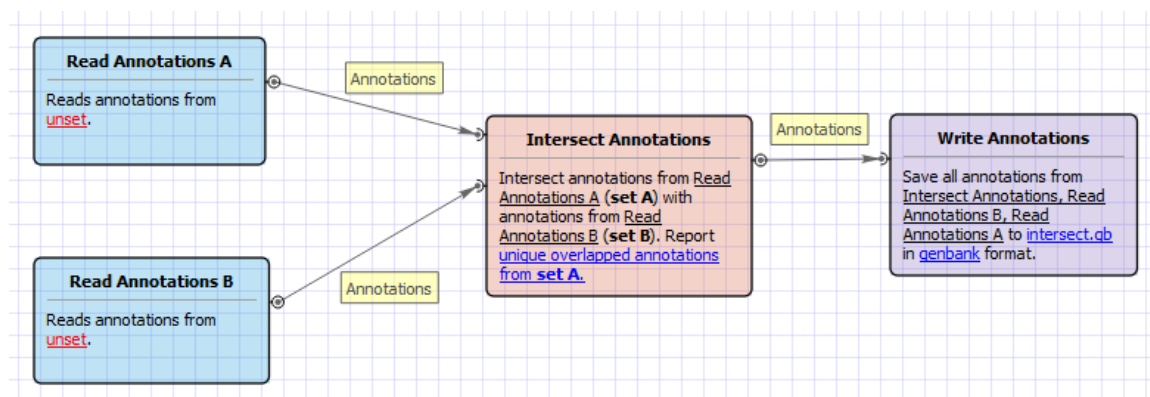 Read Annotations A
Reads annotations from
unset.
Annotations
Read Annotations B
Reads annotations from
unset.
Annotations
Intersect Annotations
Intersect annotations from Read
Annotations A (set A) with
annotations from Read
Annotations B (set B). Report
unique overlapped annotations
from set A.
Annotations
Write Annotations
Save all annotations from
Intersect Annotations, Read
Annotations B, Read
Annotations A to intersect.gb
in genbank format.